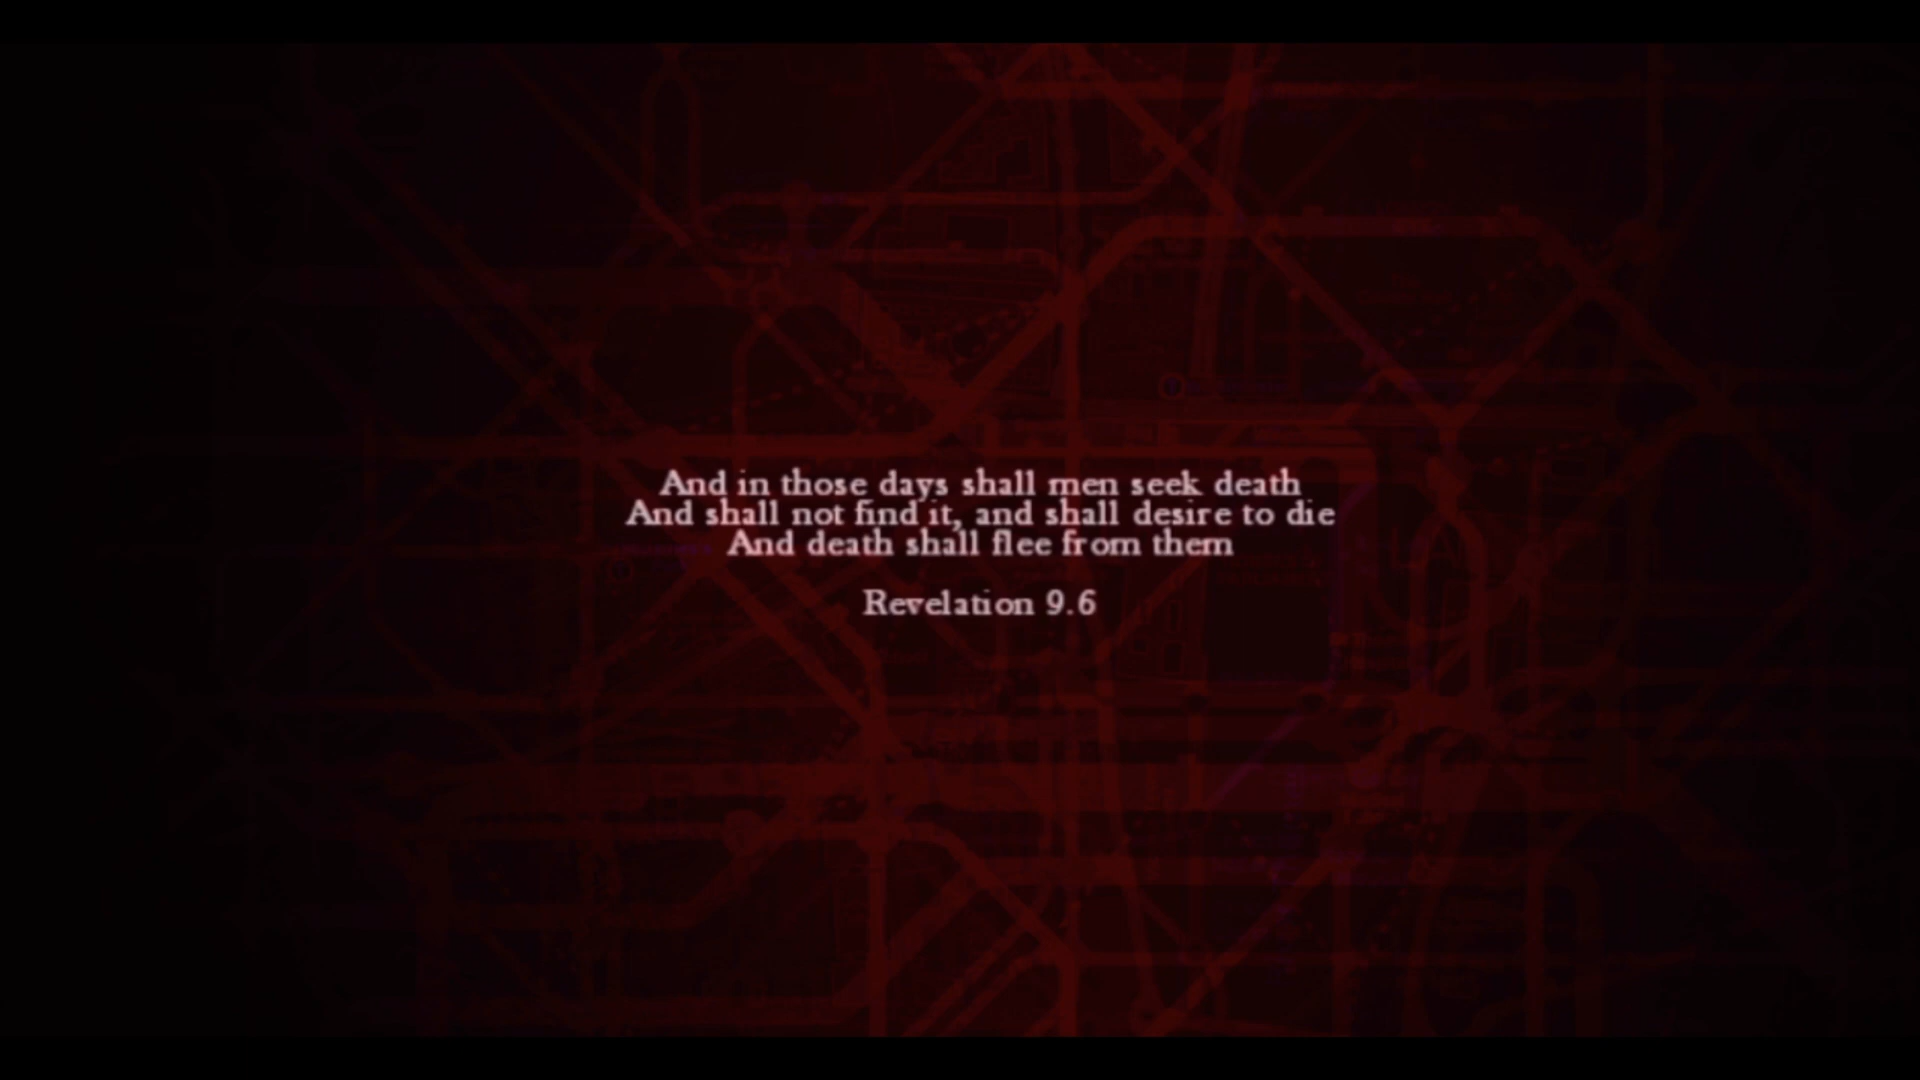 And in those days shall men seek death
And shall not find it, and shall desire to die
And death shall flee from them
Revelation 9.6